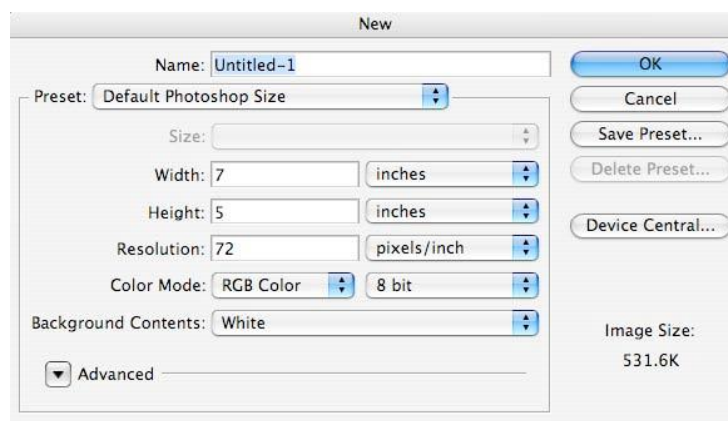 New
Name: Untitled-1
OK
Preset: Default Photoshop Size
Cancel
Size:
Save Preset...
Width: 7 inches
Delete Preset...
Height: 5 inches
Device Central...
Resolution: 72 pixels/inch
Color Mode: RGB Color 8 bit
Background Contents: White
Image Size:
531.6K
Advanced